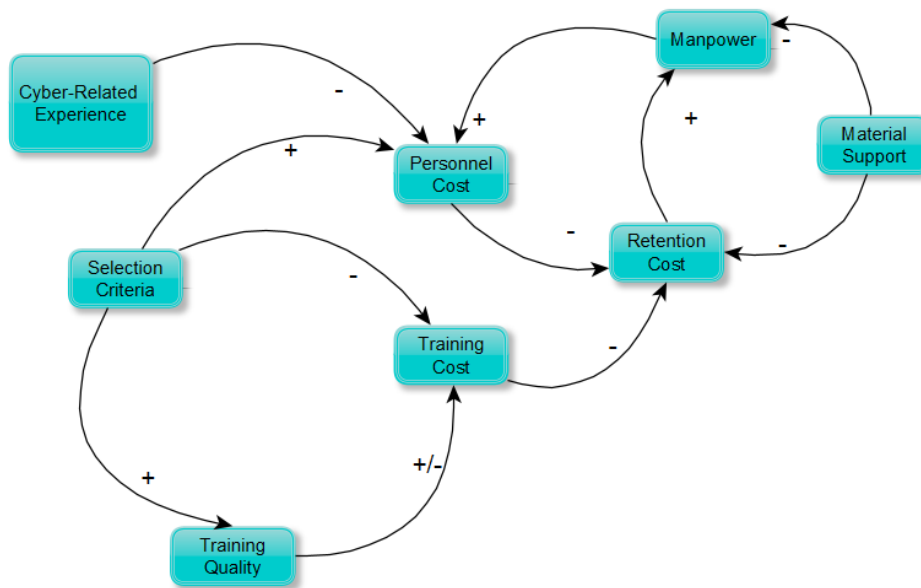 Manpower
-
Cyber-Related
Experience
-
+
Material
Support
+
+
Personnel
Cost
-
Retention
Cost
-
Selection
Criteria
-
Training
Cost
-
+
+/-
Training
Quality